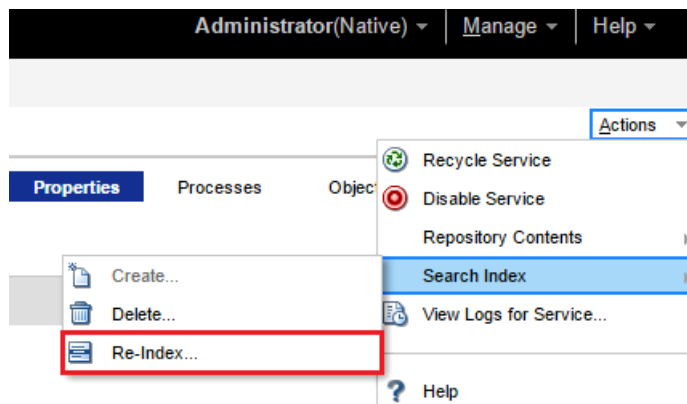 Administrator(Native) Manage Help
Actions
Properties Processes Objec
Recycle Service
Disable Service
Repository Contents
Search Index
View Logs for Service...
Help
Create...
Delete...
Re-Index...